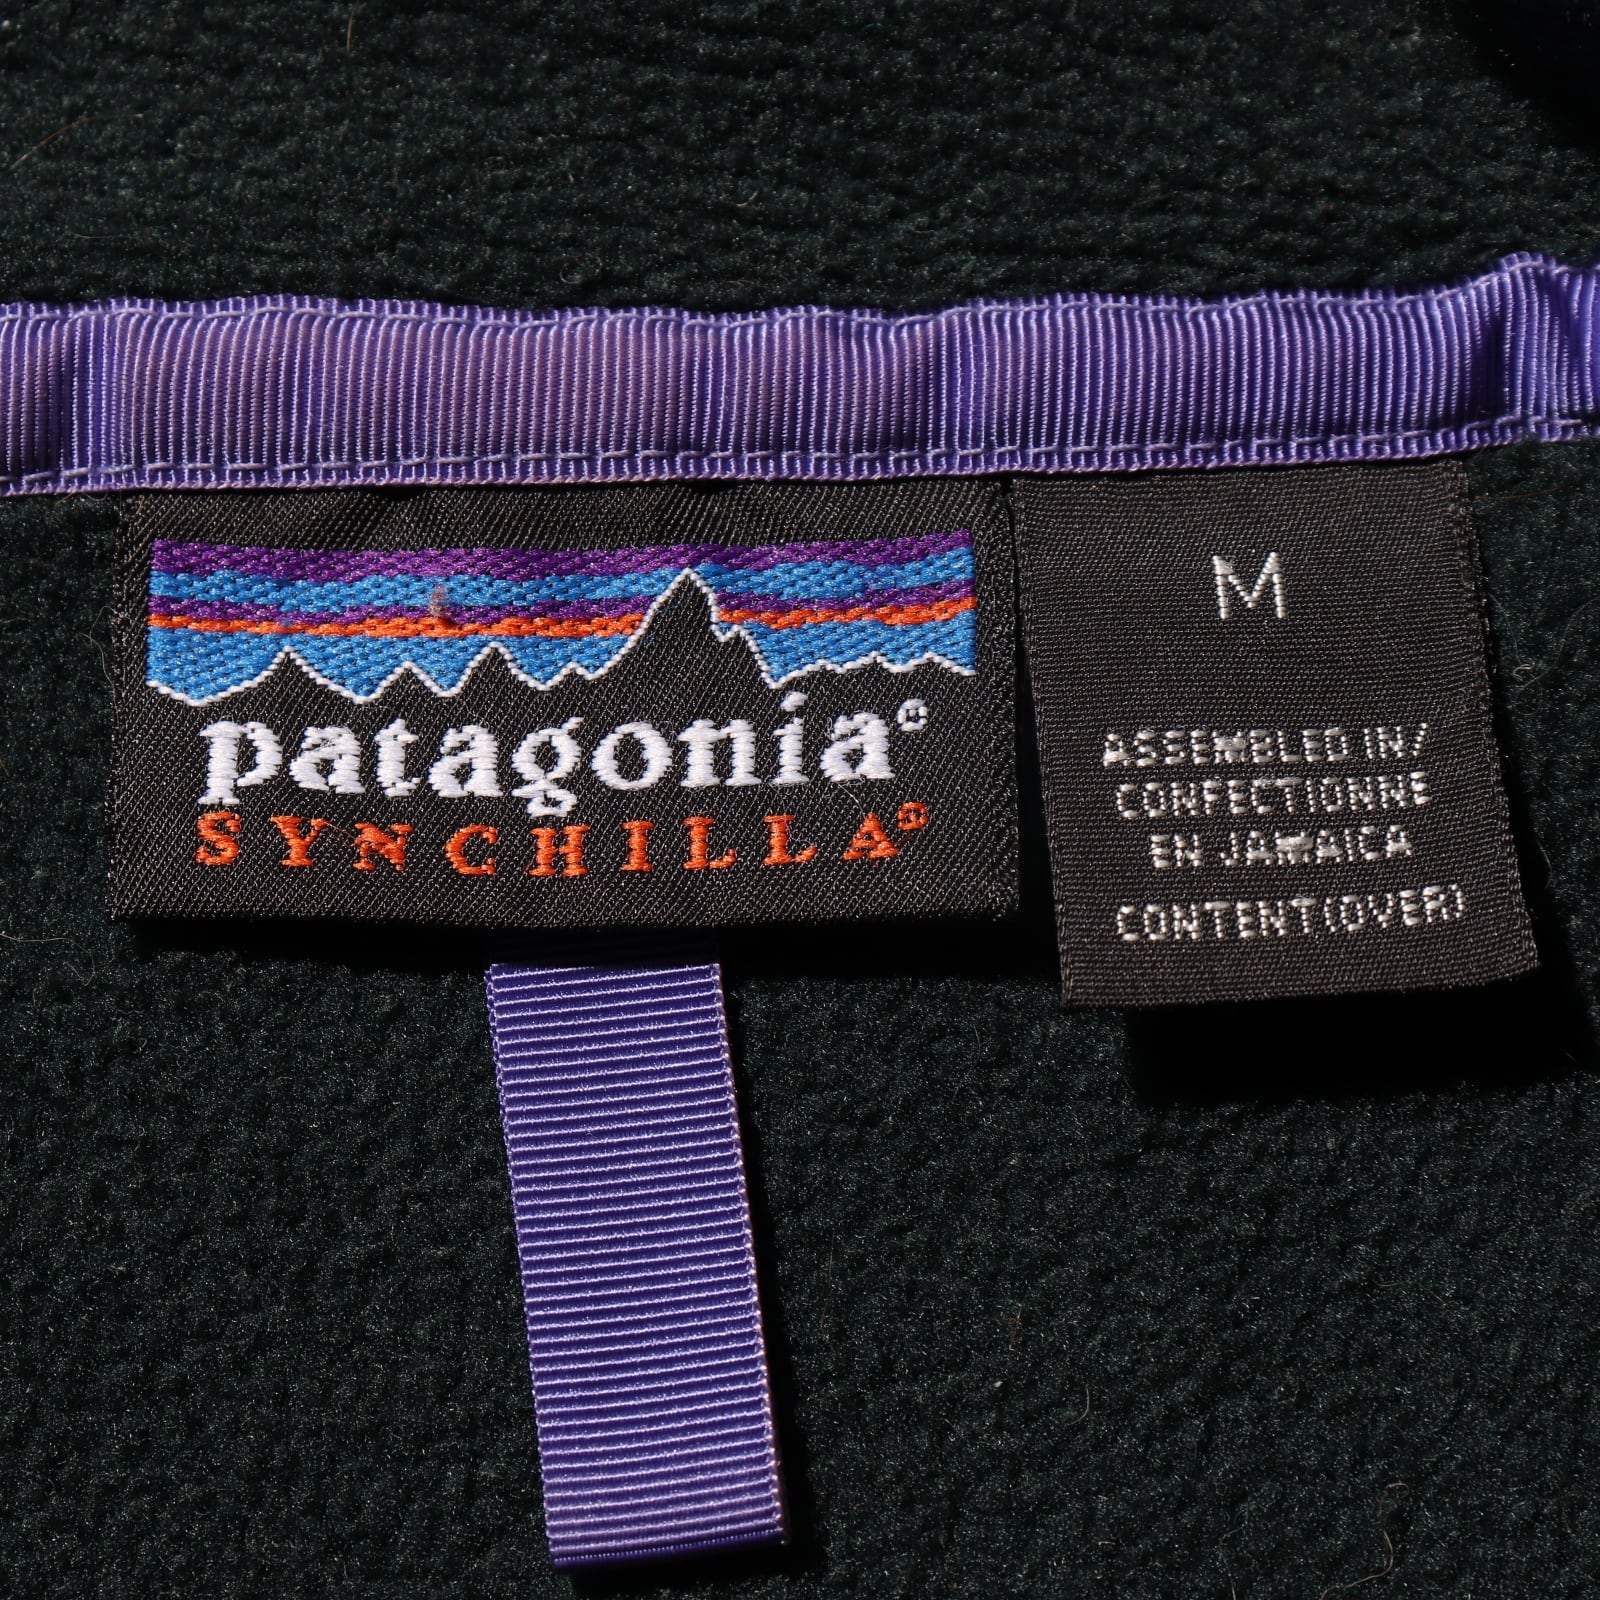 patagonia®
SYNCHILLA®
M
ASSEMBLED IN/
CONFECTIONNE
EN JAMAICA
CONTENT(OVER)